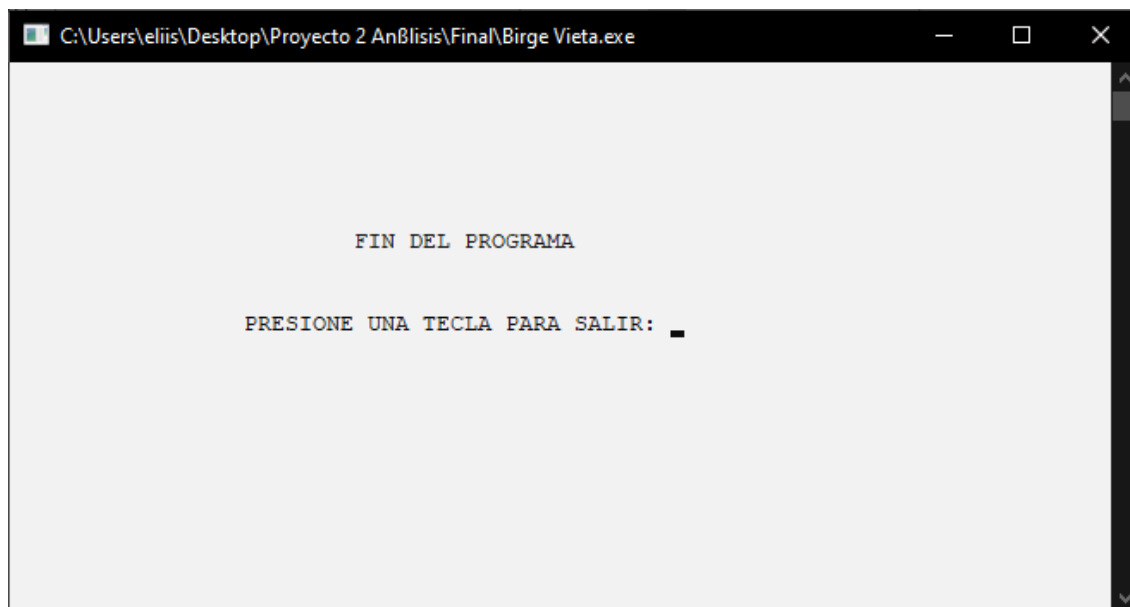 C:\Users\eliis\Desktop\Proyecto 2 Anßlisis\Final\Birge Vieta.exe
FIN DEL PROGRAMA
PRESIONE UNA TECLA PARA SALIR: